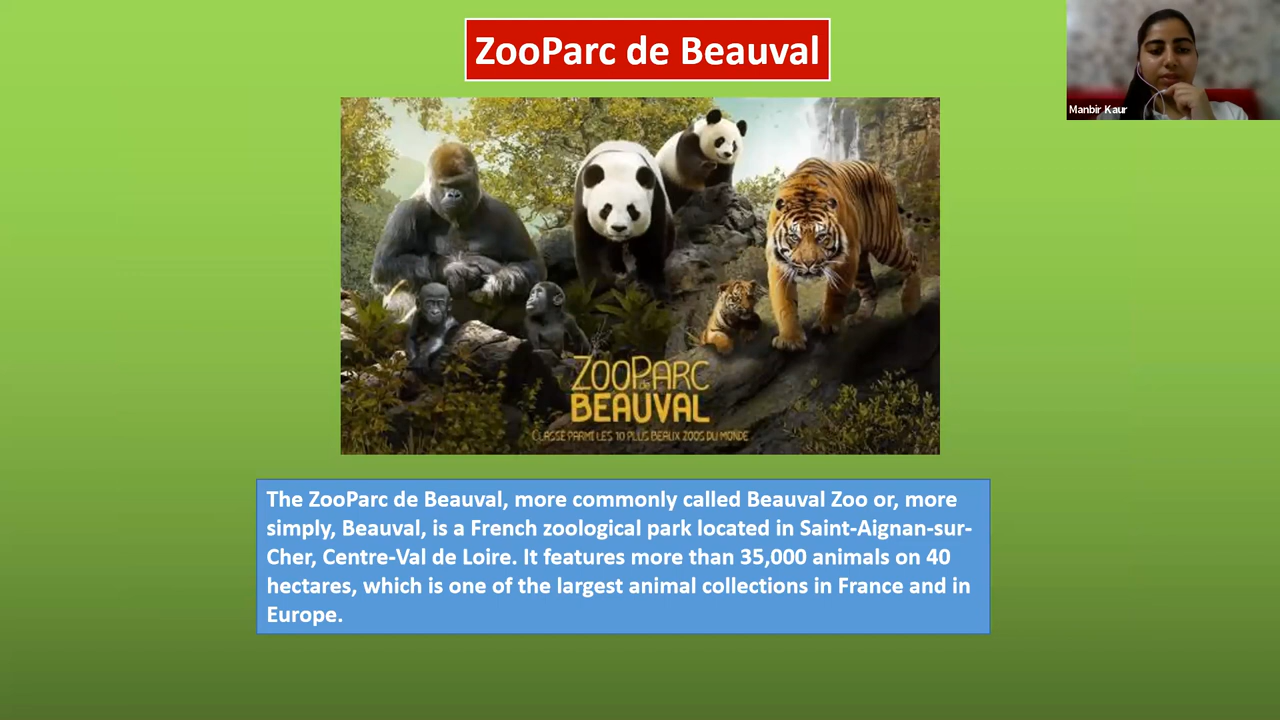 ZooParc de Beauval
Manbir Kaur
ZOOPARC
de
BEAUVAL
CLASSÉ PARMI LES 10 PLUS BEAUX ZOOS DU MONDE
The ZooParc de Beauval, more commonly called Beauval Zoo or, more
simply, Beauval, is a French zoological park located in Saint-Aignan-sur-
Cher, Centre-Val de Loire. It features more than 35,000 animals on 40
hectares, which is one of the largest animal collections in France and in
Europe.